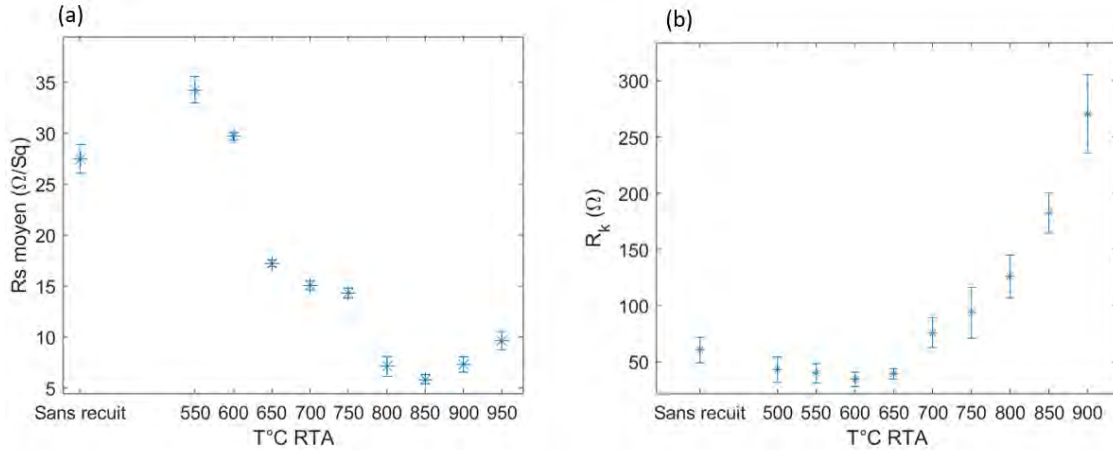 (a)
Rs moyen (Ω/Sq)
35
30
25
20
15
10
5
Sans recuit 550 600 650 700 750 800 850 900 950
T°C RTA
(b)
R_k (Ω)
300
250
200
150
100
50
Sans recuit 500 550 600 650 700 750 800 850 900
T°C RTA